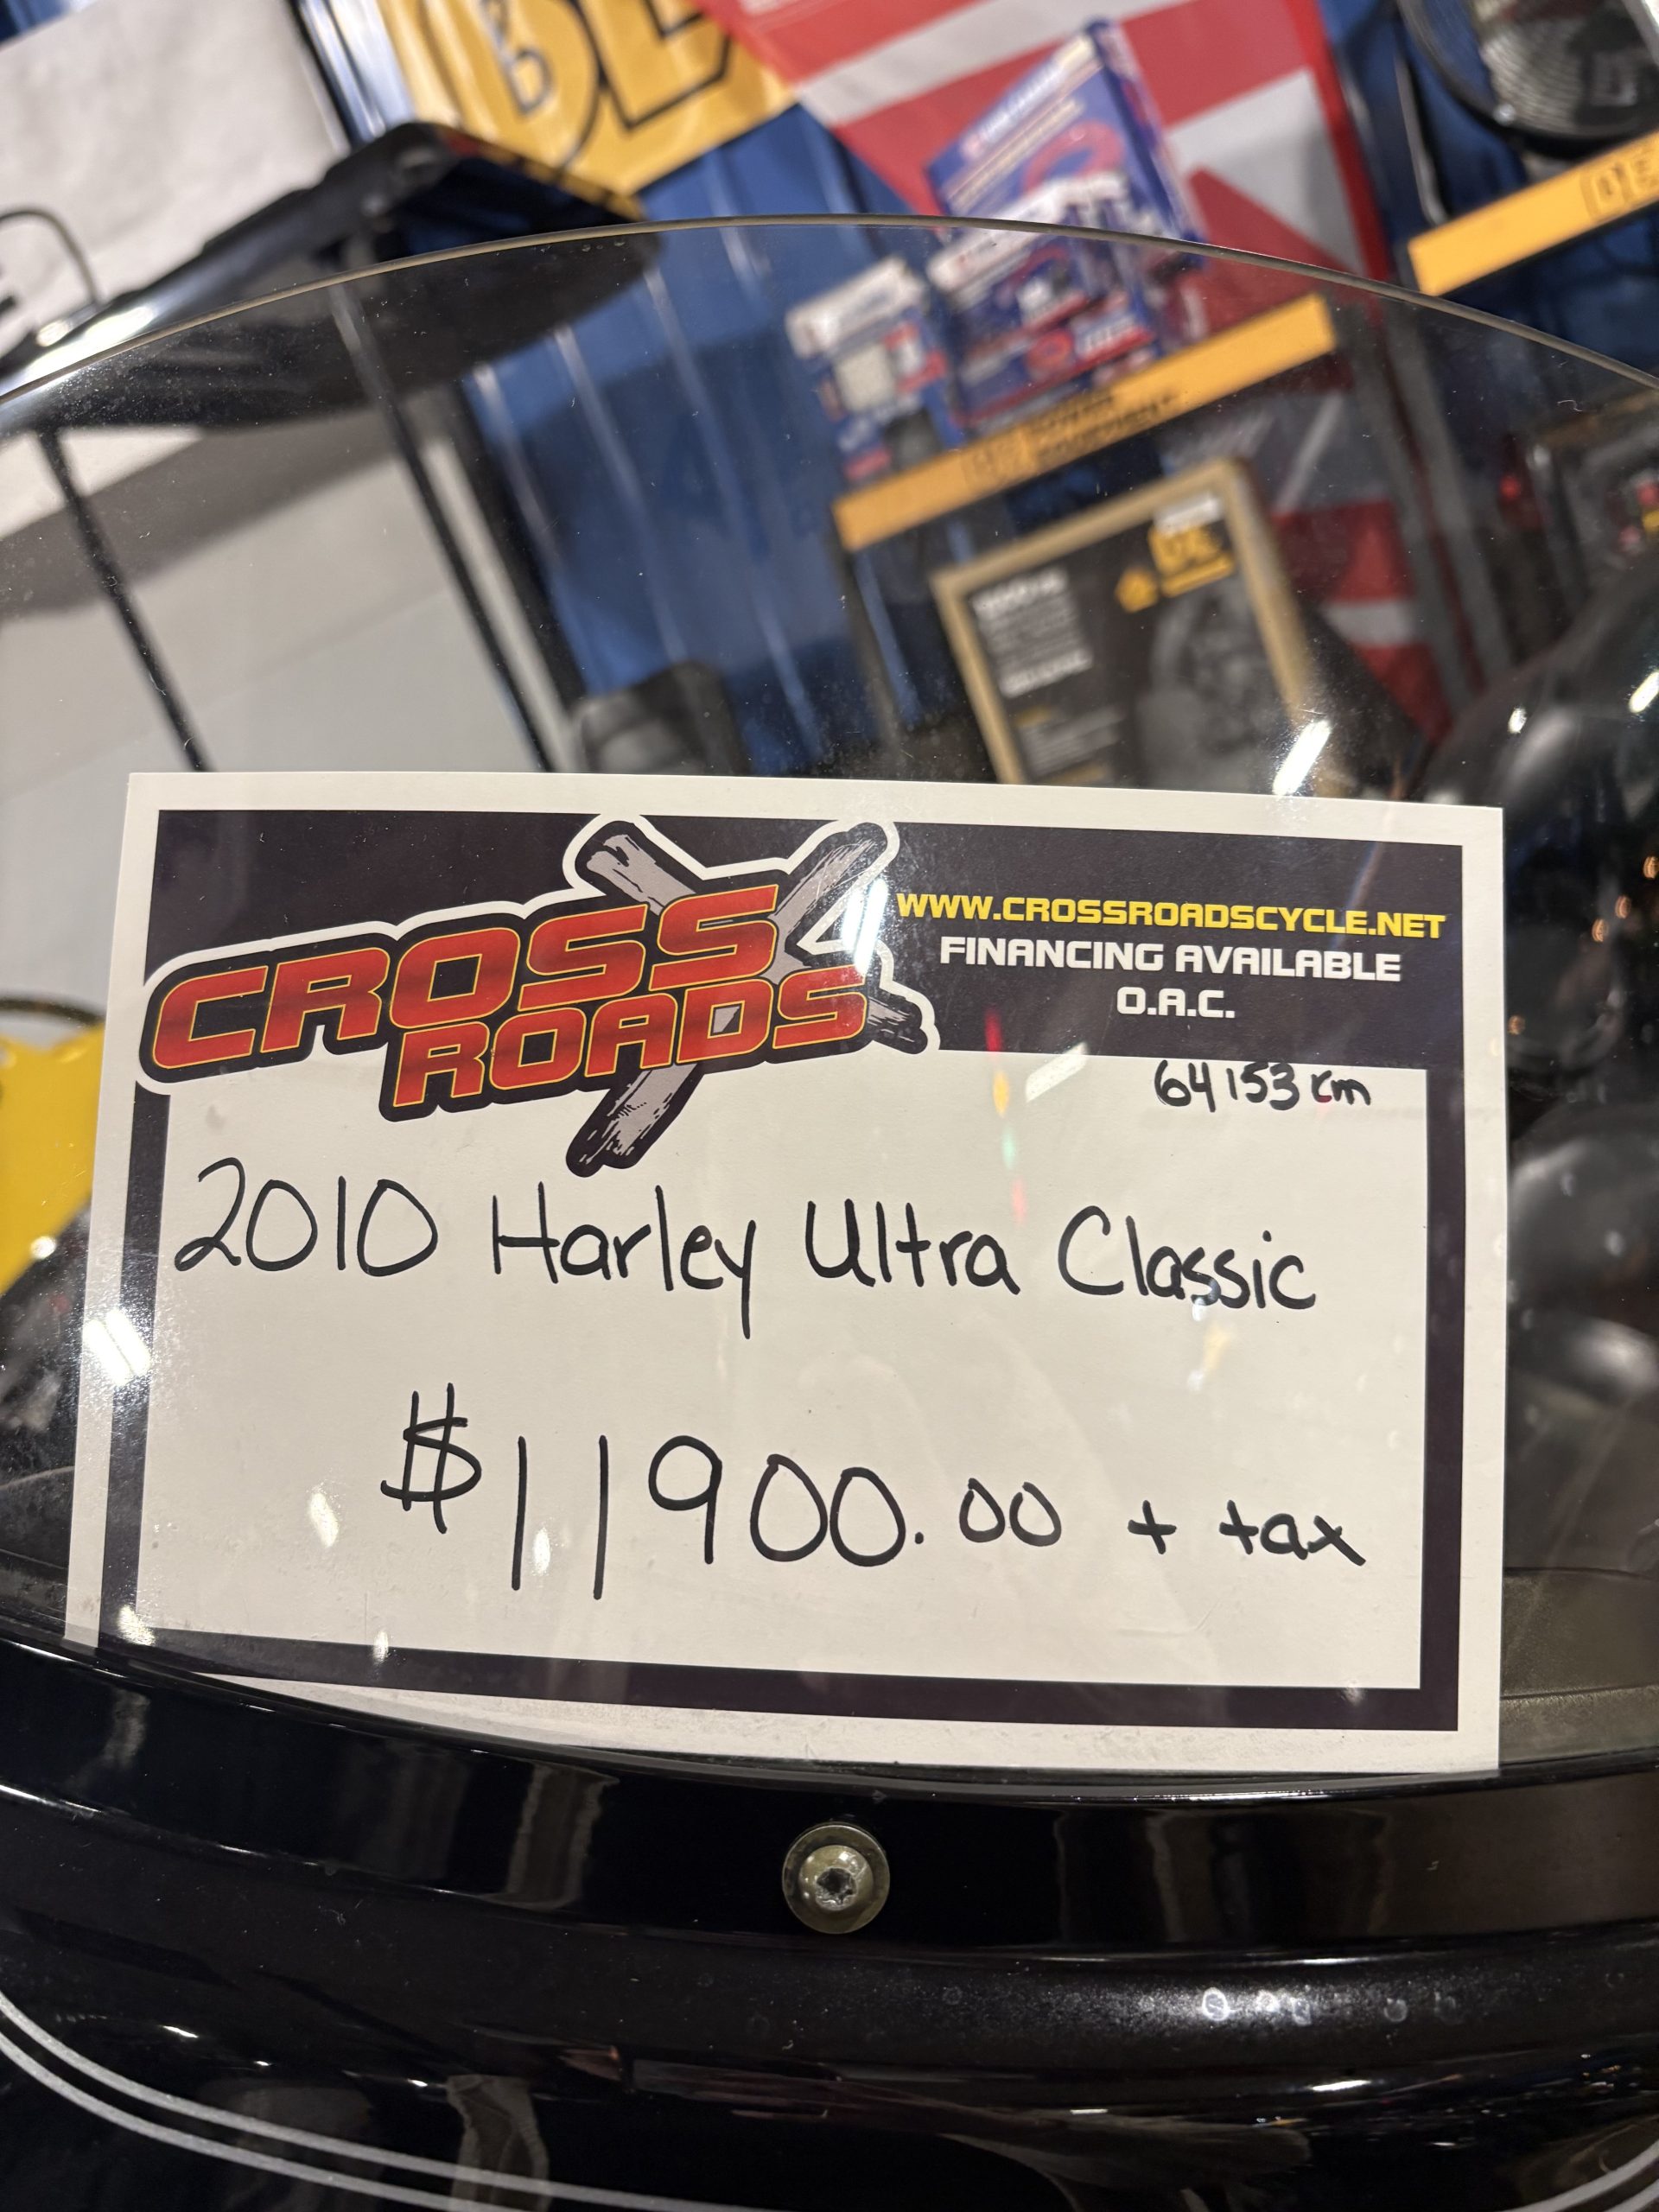 CROSS
ROADS
WWW.CROSSROADSCYCLE.NET
FINANCING AVAILABLE
O.A.C.
64153 km
2010 Harley Ultra Classic
$11900.00 + tax